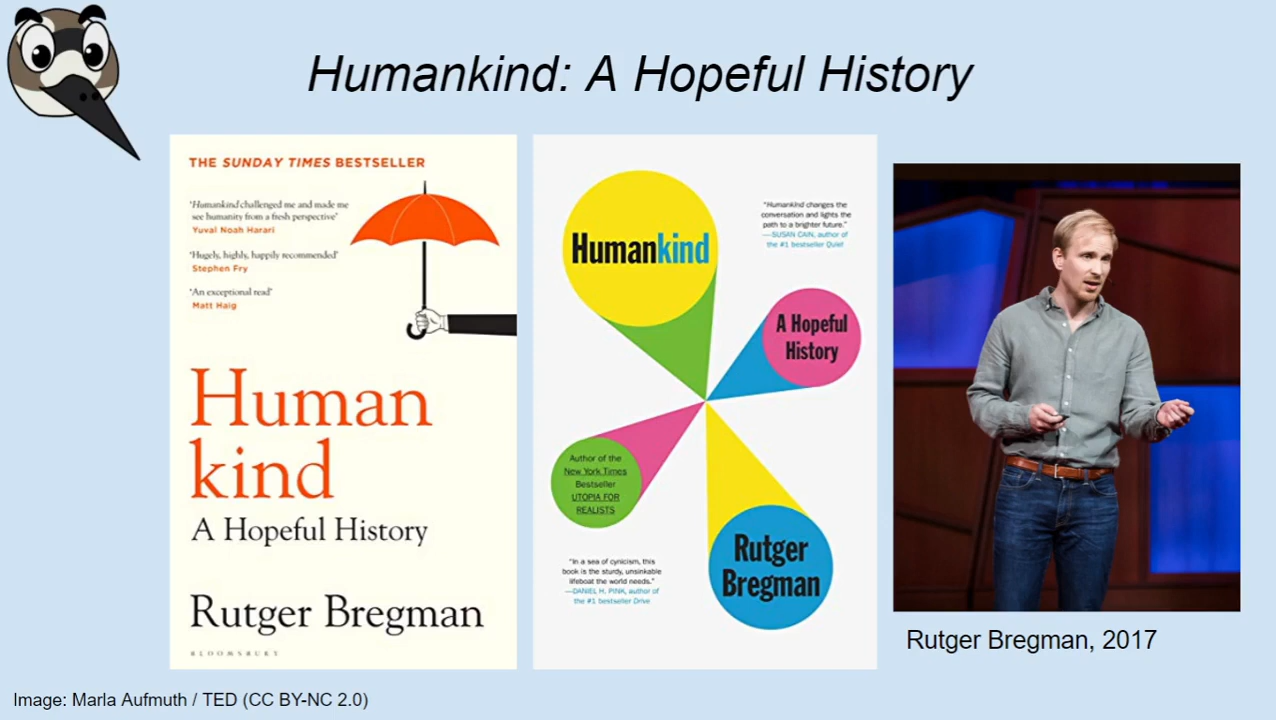 Humankind: A Hopeful History
THE SUNDAY TIMES BESTSELLER
'Humankind challenged me and made me
see humanity from a fresh perspective'
Yuval Noah Harari
'Hugely, highly, happily recommended'
Stephen Fry
'An exceptional read'
Matt Haig
Human
kind
A Hopeful History
Rutger Bregman
BLOOMSBURY
Humankind
"Humankind changes the
conversation and lights the
path to a brighter future."
—SUSAN CAIN, author of
the #1 bestseller Quiet
A Hopeful
History
Author of the
New York Times
Bestseller
UTOPIA FOR
REALISTS
"In a sea of cynicism, this
book is the sturdy, unsinkable
lifeboat the world needs."
—DANIEL H. PINK, author of
the #1 bestseller Drive
Rutger
Bregman
Rutger Bregman, 2017
Image: Marla Aufmuth / TED (CC BY-NC 2.0)